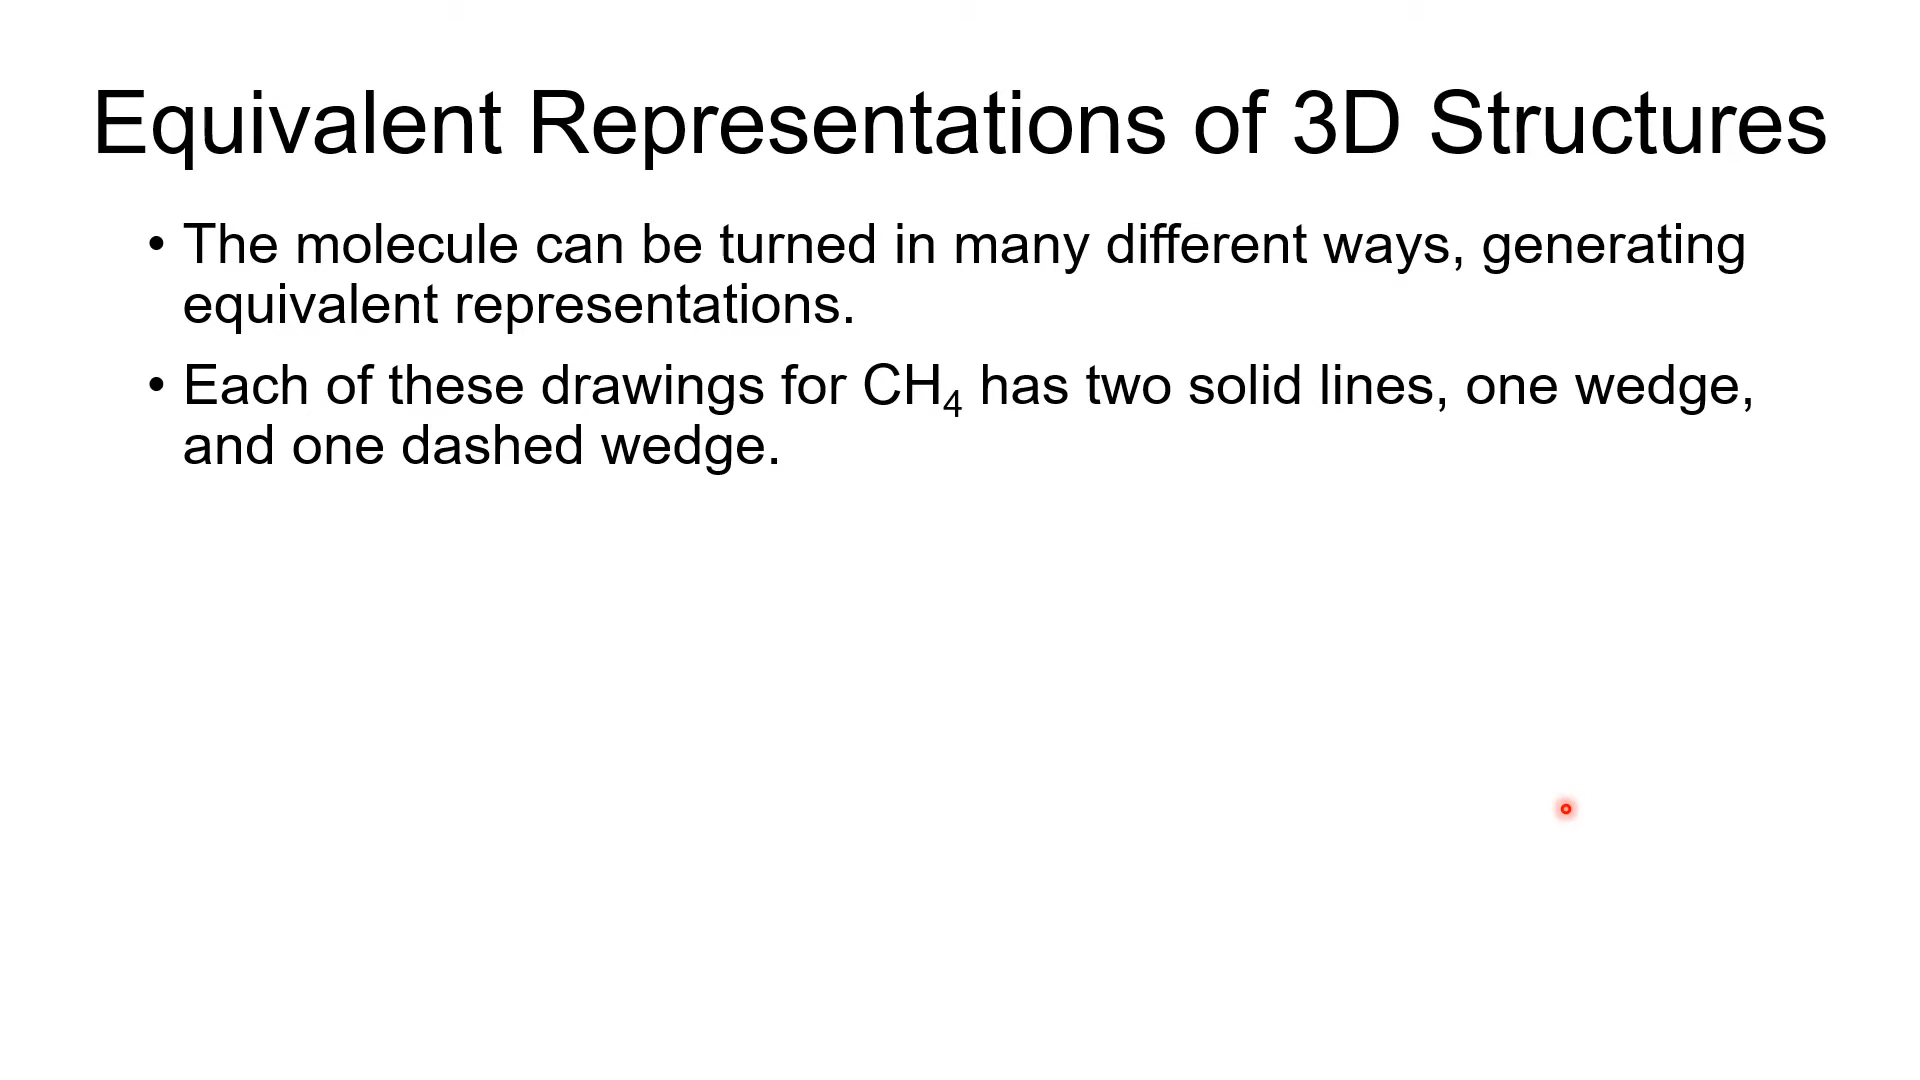 Equivalent Representations of 3D Structures
• The molecule can be turned in many different ways, generating
equivalent representations.
• Each of these drawings for CH₄ has two solid lines, one wedge,
and one dashed wedge.